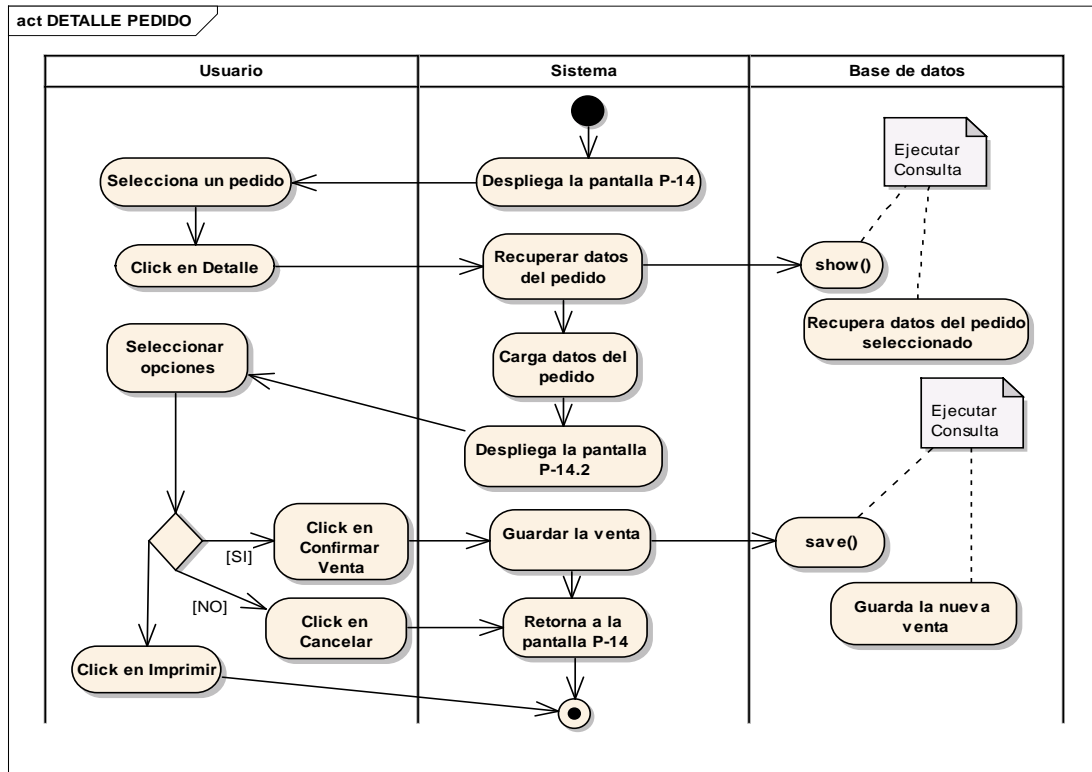 act DETALLE PEDIDO
Usuario
Sistema
Base de datos
Ejecutar
Consulta
Selecciona un pedido
Despliega la pantalla P-14
Click en Detalle
Recuperar datos
del pedido
show()
Recupera datos del pedido
seleccionado
Seleccionar
opciones
Carga datos del
pedido
Ejecutar
Consulta
Despliega la pantalla
P-14.2
[SI]
Click en
Confirmar
Venta
Guardar la venta
save()
[NO]
Click en
Cancelar
Retorna a la
pantalla P-14
Guarda la nueva
venta
Click en Imprimir